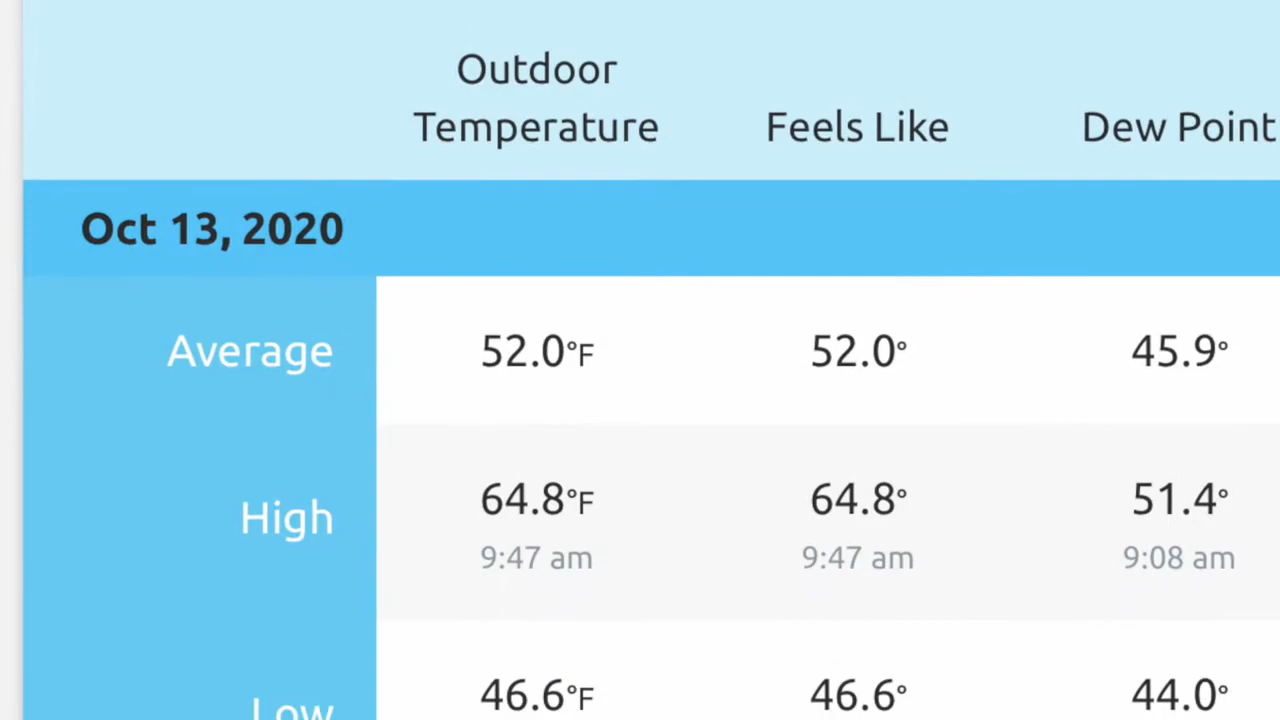 Outdoor
Temperature Feels Like Dew Point
Oct 13, 2020
Average 52.0°F 52.0° 45.9°
High 64.8°F 64.8° 51.4°
9:47 am 9:47 am 9:08 am
Low 46.6°F 46.6° 44.0°